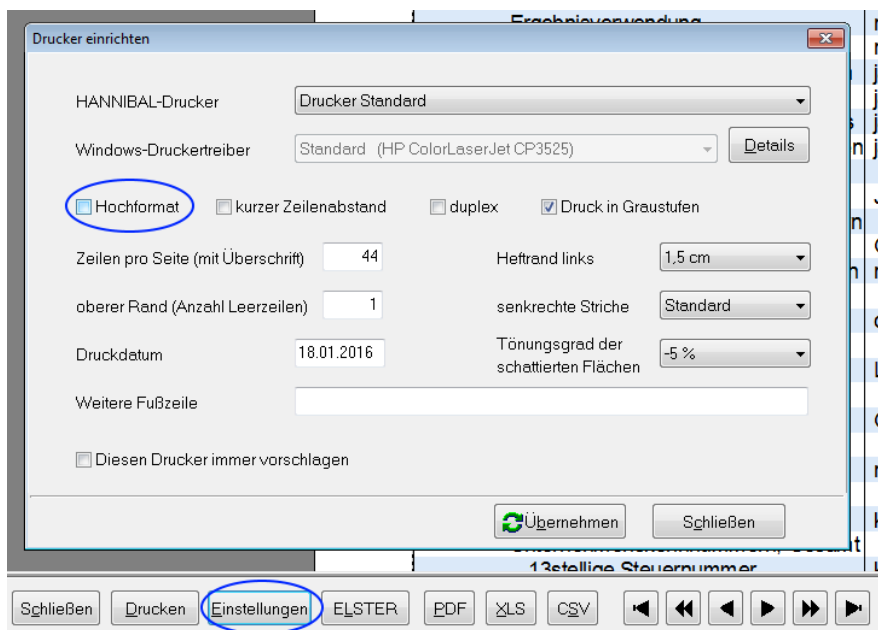 Ergebnisverwendung
Drucker einrichten
HANNIBAL-Drucker
Drucker Standard
Windows-Druckertreiber
Standard (HP ColorLaserJet CP3525)
Details
Hochformat
kurzer Zeilenabstand
duplex
Druck in Graustufen
Zeilen pro Seite (mit Überschrift)
44
Heftrand links
1,5 cm
oberer Rand (Anzahl Leerzeilen)
1
senkrechte Striche
Standard
Druckdatum
18.01.2016
Tönungsgrad der
schattierten Flächen
-5 %
Weitere Fußzeile
Diesen Drucker immer vorschlagen
Übernehmen
Schließen
13stellige Steuernummer
Schließen
Drucken
Einstellungen
ELSTER
PDF
XLS
CSV